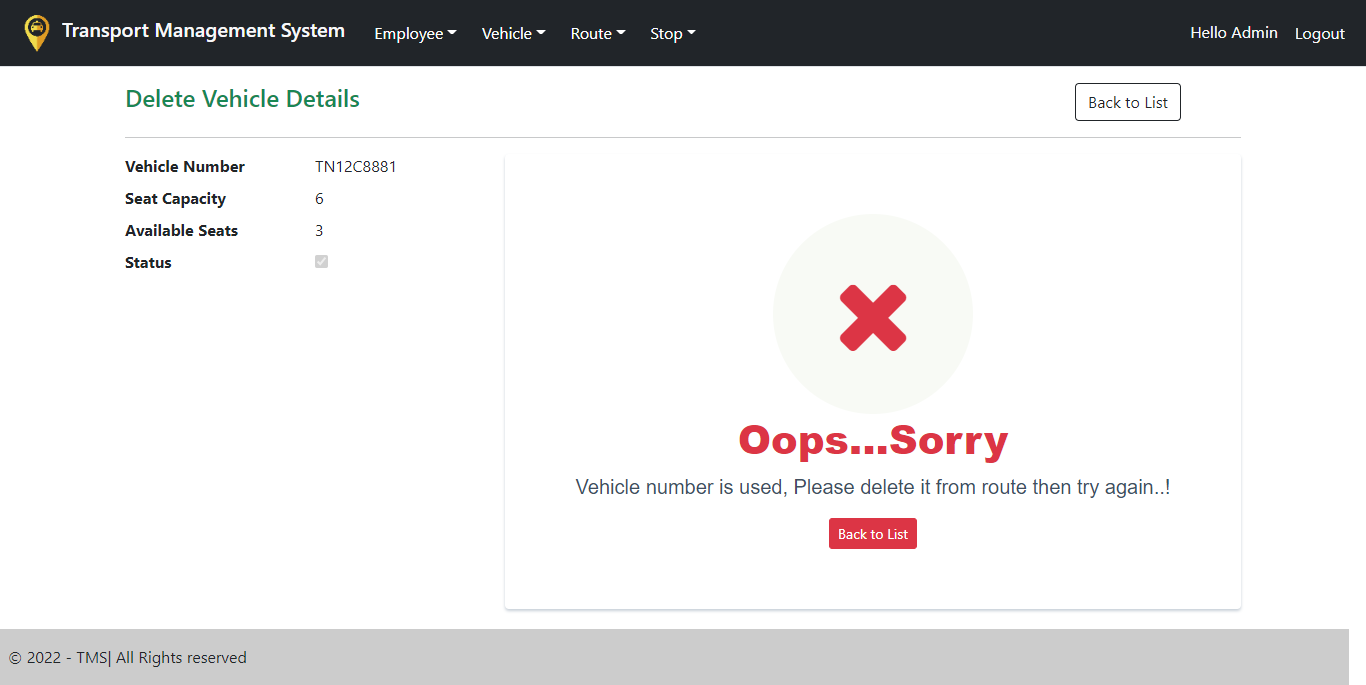 Transport Management System Employee Vehicle Route Stop Hello Admin Logout
Delete Vehicle Details Back to List
Vehicle Number TN12C8881
Seat Capacity 6
Available Seats 3
Status
Oops...Sorry
Vehicle number is used, Please delete it from route then try again..!
Back to List
© 2022 - TMS| All Rights reserved